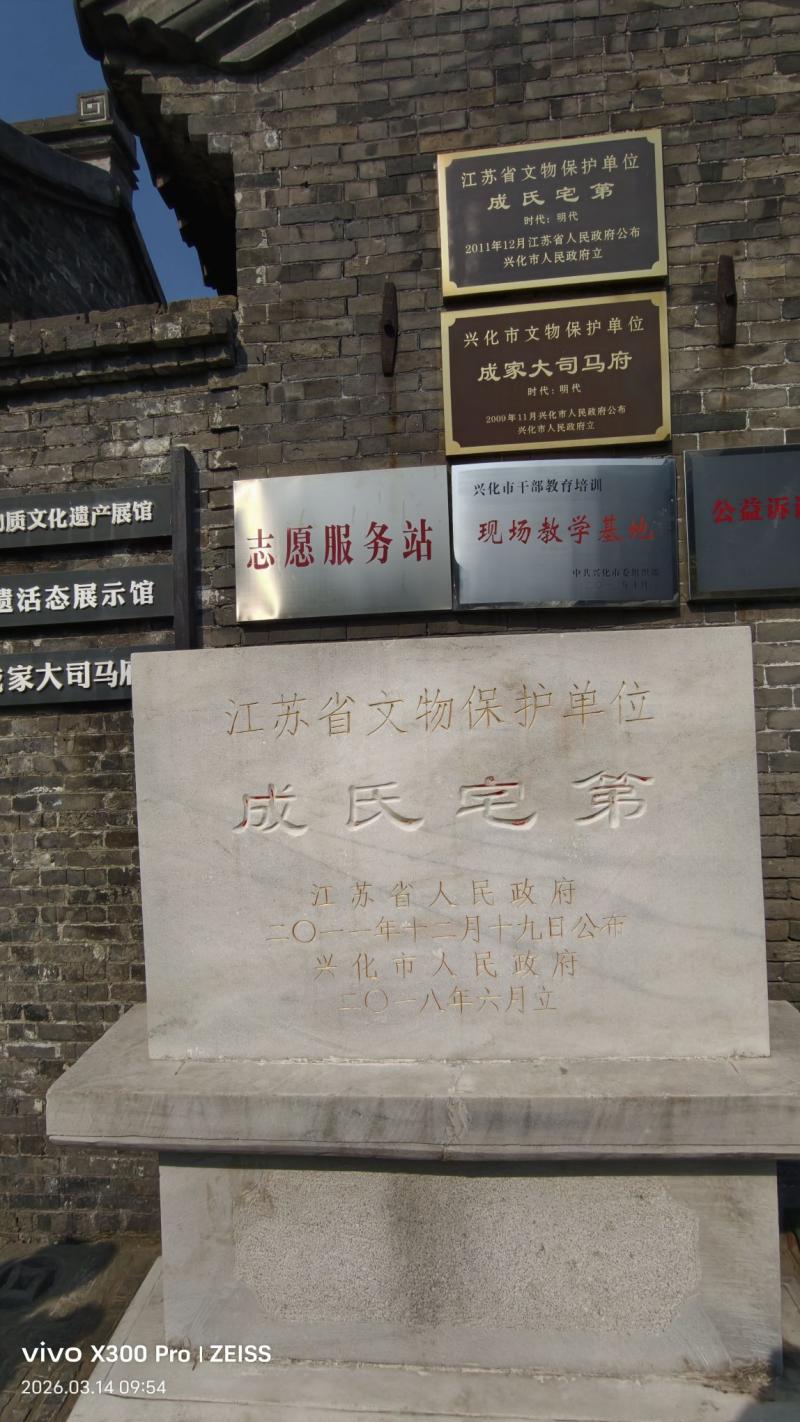 江苏省文物保护单位
成氏宅第
时代：明代
2011年12月江苏省人民政府公布
兴化市人民政府立
兴化市文物保护单位
成家大司马府
时代：明代
2009年11月兴化市人民政府公布
兴化市人民政府立
志愿服务站
兴化市干部教育培训
现场教学基地
中共兴化市委组织部
公益诉
质文化遗产展馆
遗活态展示馆
家大司马府
江苏省文物保护单位
成氏宅第
江苏省人民政府
二〇一一年十二月十九日公布
兴化市人民政府
二〇一八年六月立
vivo X300 Pro | ZEISS
2026.03.14 09:54